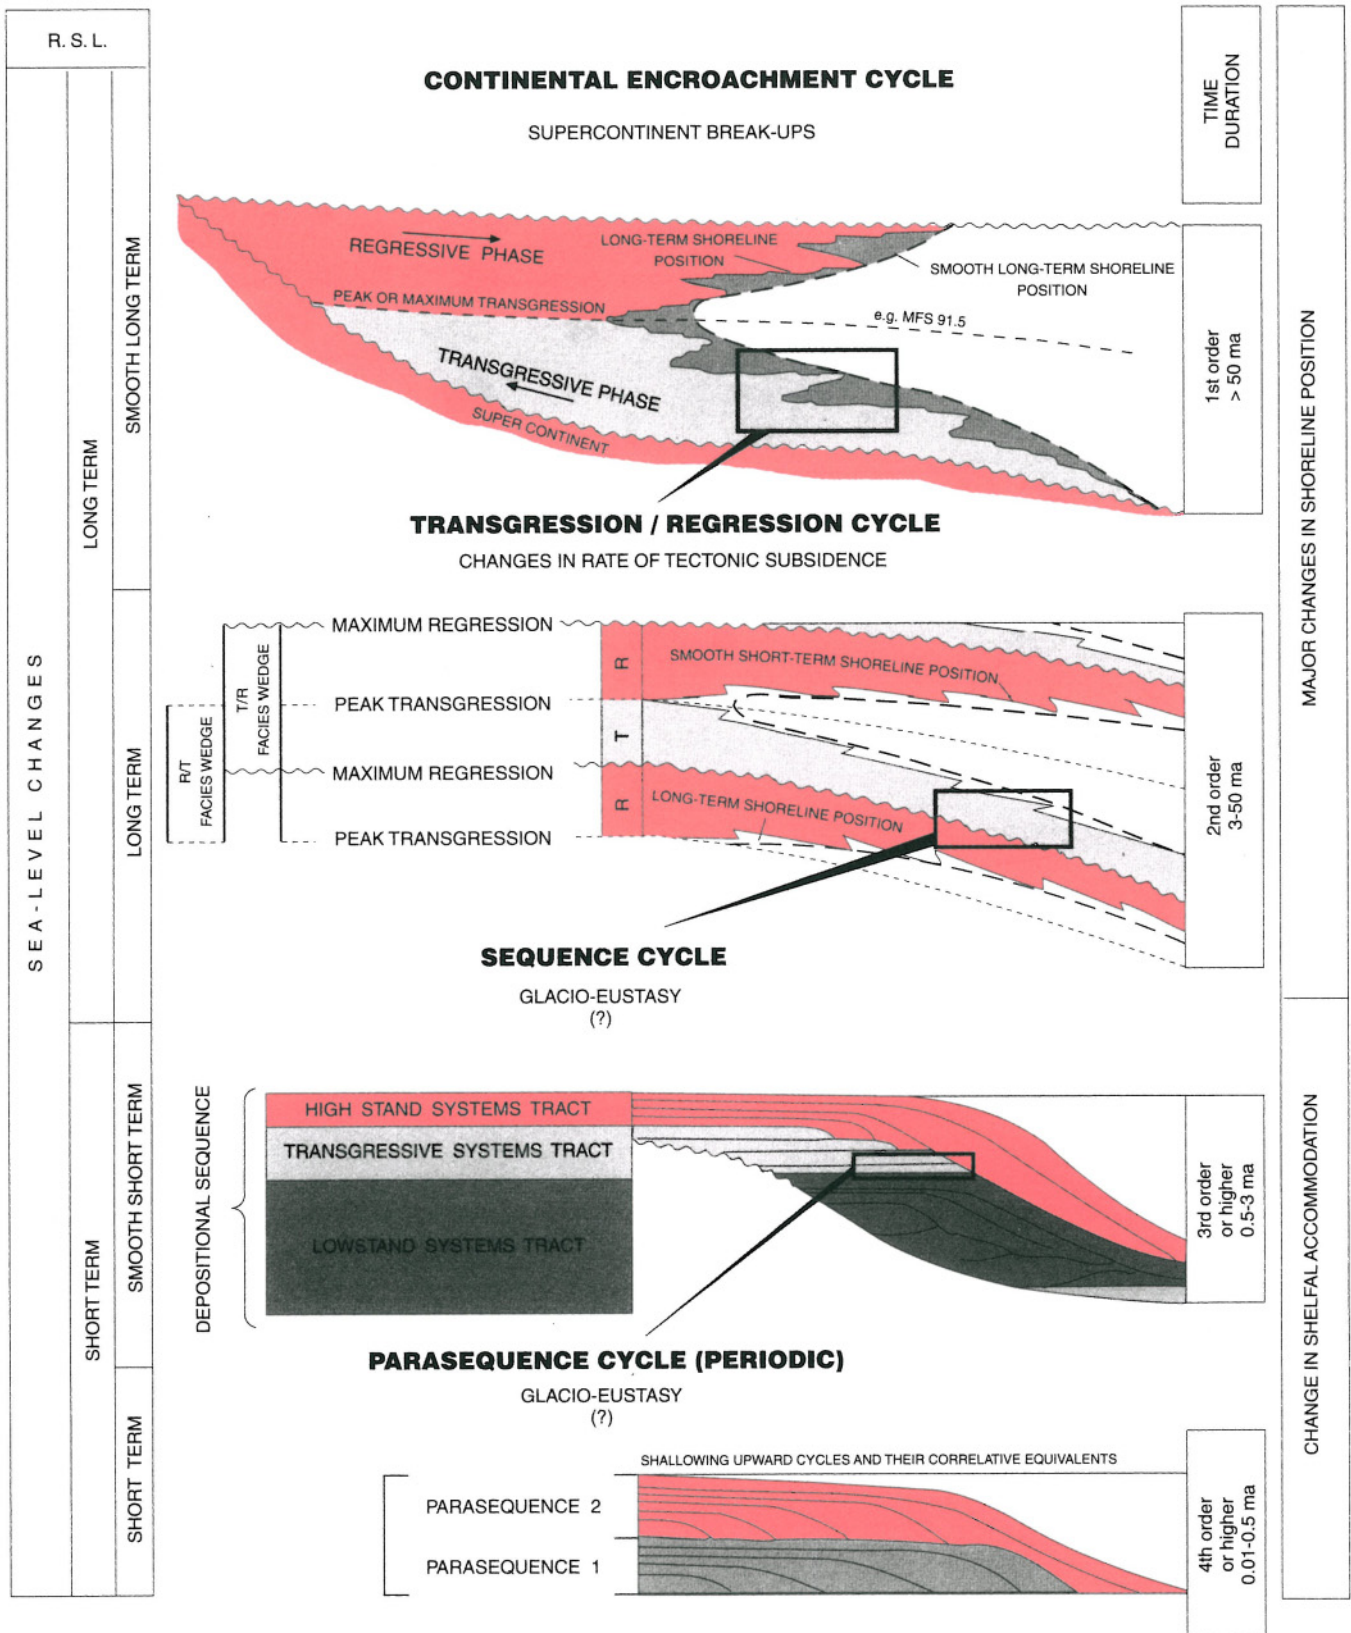 R. S. L.
SEA-LEVEL CHANGES
LONG TERM
SMOOTH LONG TERM
LONG TERM
SHORT TERM
SMOOTH SHORT TERM
SHORT TERM
TIME
DURATION
CONTINENTAL ENCROACHMENT CYCLE
SUPERCONTINENT BREAK-UPS
REGRESSIVE PHASE
LONG-TERM SHORELINE
POSITION
SMOOTH LONG-TERM SHORELINE
POSITION
PEAK OR MAXIMUM TRANSGRESSION
e.g. MFS 91.5
TRANSGRESSIVE PHASE
SUPER CONTINENT
1st order
> 50 ma
MAJOR CHANGES IN SHORELINE POSITION
TRANSGRESSION / REGRESSION CYCLE
CHANGES IN RATE OF TECTONIC SUBSIDENCE
R/T
FACIES WEDGE
T/R
FACIES WEDGE
MAXIMUM REGRESSION
PEAK TRANSGRESSION
MAXIMUM REGRESSION
PEAK TRANSGRESSION
R
T
R
SMOOTH SHORT-TERM SHORELINE POSITION
LONG-TERM SHORELINE POSITION
2nd order
3-50 ma
SEQUENCE CYCLE
GLACIO-EUSTASY
(?)
DEPOSITIONAL SEQUENCE
HIGH STAND SYSTEMS TRACT
TRANSGRESSIVE SYSTEMS TRACT
LOWSTAND SYSTEMS TRACT
3rd order
or higher
0.5-3 ma
CHANGE IN SHELFAL ACCOMMODATION
PARASEQUENCE CYCLE (PERIODIC)
GLACIO-EUSTASY
(?)
SHALLOWING UPWARD CYCLES AND THEIR CORRELATIVE EQUIVALENTS
PARASEQUENCE 2
PARASEQUENCE 1
4th order
or higher
0.01-0.5 ma